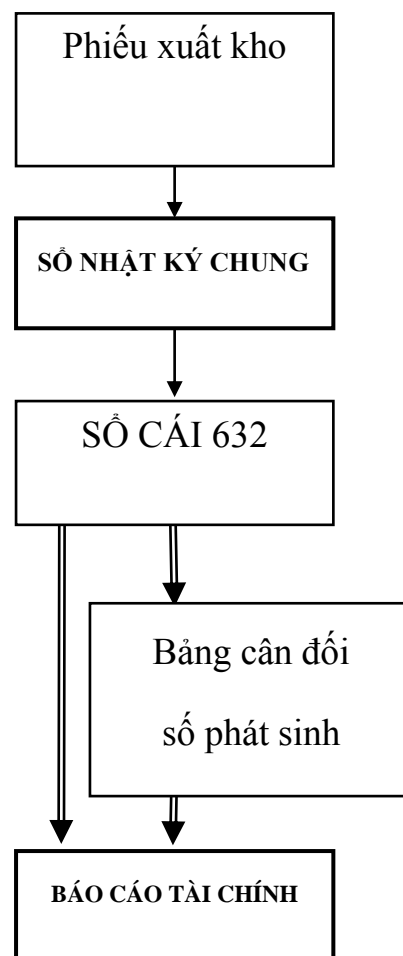 Phiếu xuất kho
SỔ NHẬT KÝ CHUNG
SỔ CÁI 632
Bảng cân đối
số phát sinh
BÁO CÁO TÀI CHÍNH